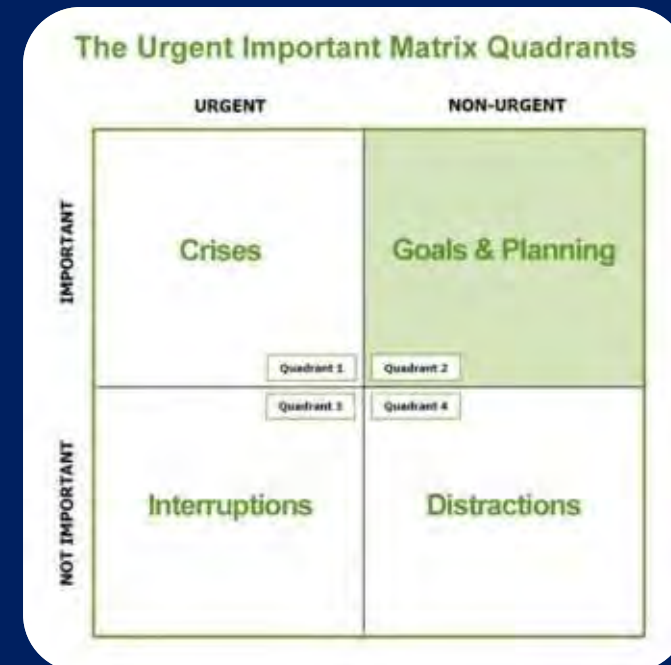 The Urgent Important Matrix Quadrants
URGENT NON-URGENT
IMPORTANT
Crises Goals & Planning
Quadrant 1 Quadrant 2
Quadrant 3 Quadrant 4
NOT IMPORTANT
Interruptions Distractions